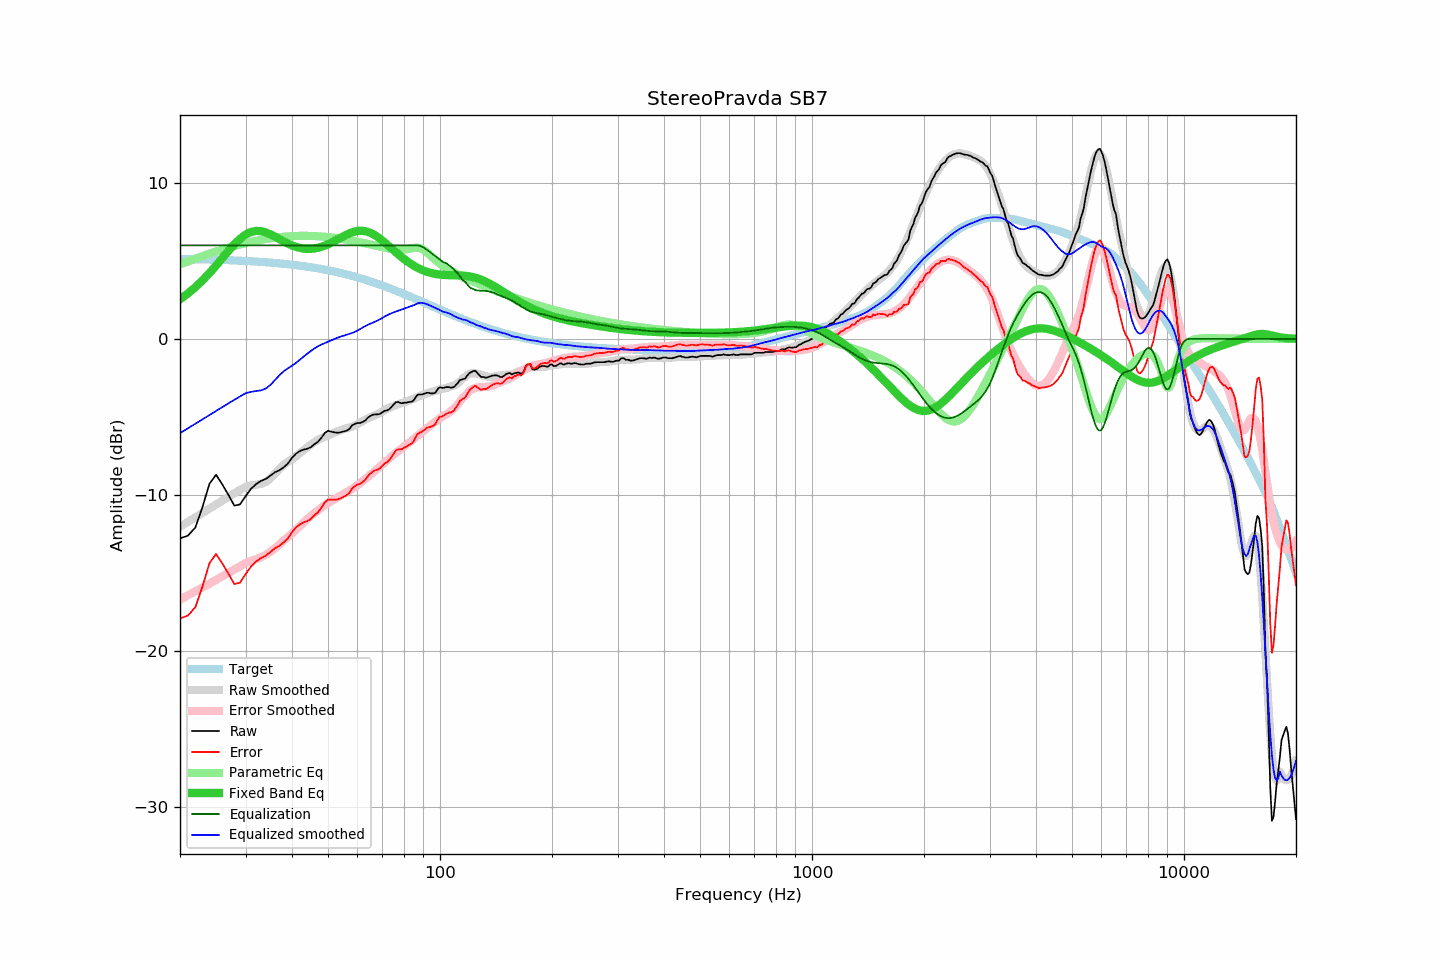 StereoPravda SB7
10
0
−10
−20
−30
Amplitude (dBr)
Target
Raw Smoothed
Error Smoothed
Raw
Error
Parametric Eq
Fixed Band Eq
Equalization
Equalized smoothed
100
1000
10000
Frequency (Hz)